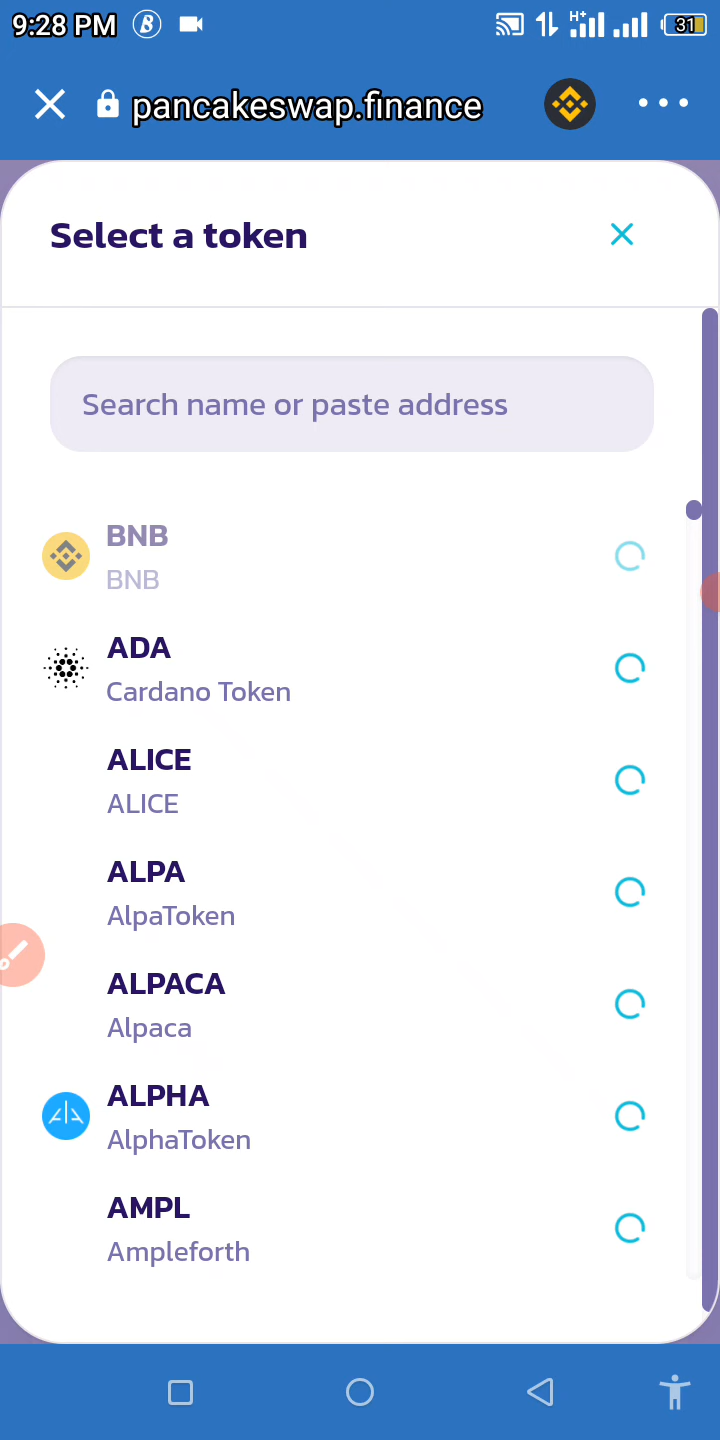 9:28 PM
H+
31
pancakeswap.finance
Select a token
Search name or paste address
BNB
BNB
ADA
Cardano Token
ALICE
ALICE
ALPA
AlpaToken
ALPACA
Alpaca
ALPHA
AlphaToken
AMPL
Ampleforth